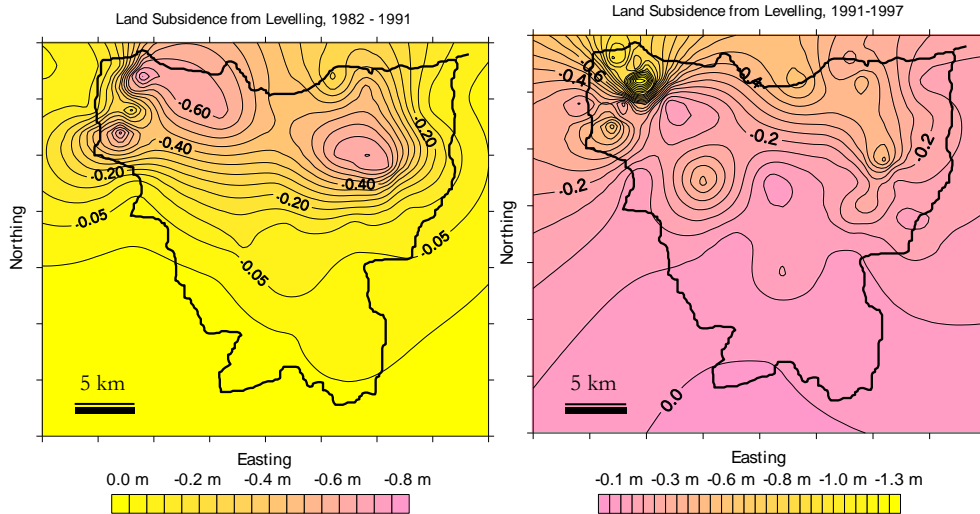 Land Subsidence from Levelling, 1982 - 1991
-0.60
-0.40
-0.20
-0.20
-0.40
-0.20
-0.05
-0.05
-0.05
Northing
5 km
Easting
0.0 m -0.2 m -0.4 m -0.6 m -0.8 m
Land Subsidence from Levelling, 1991-1997
-0.6
-0.4
0.4
-0.2
-0.2
-0.2
0.0
Northing
5 km
Easting
-0.1 m -0.3 m -0.6 m -0.8 m -1.0 m -1.3 m